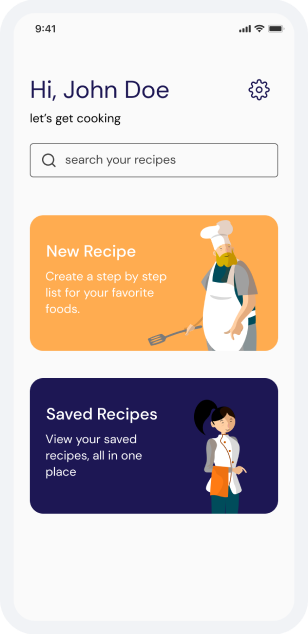 9:41
Hi, John Doe
let's get cooking
search your recipes
New Recipe
Create a step by step
list for your favorite
foods.
Saved Recipes
View your saved
recipes, all in one
place